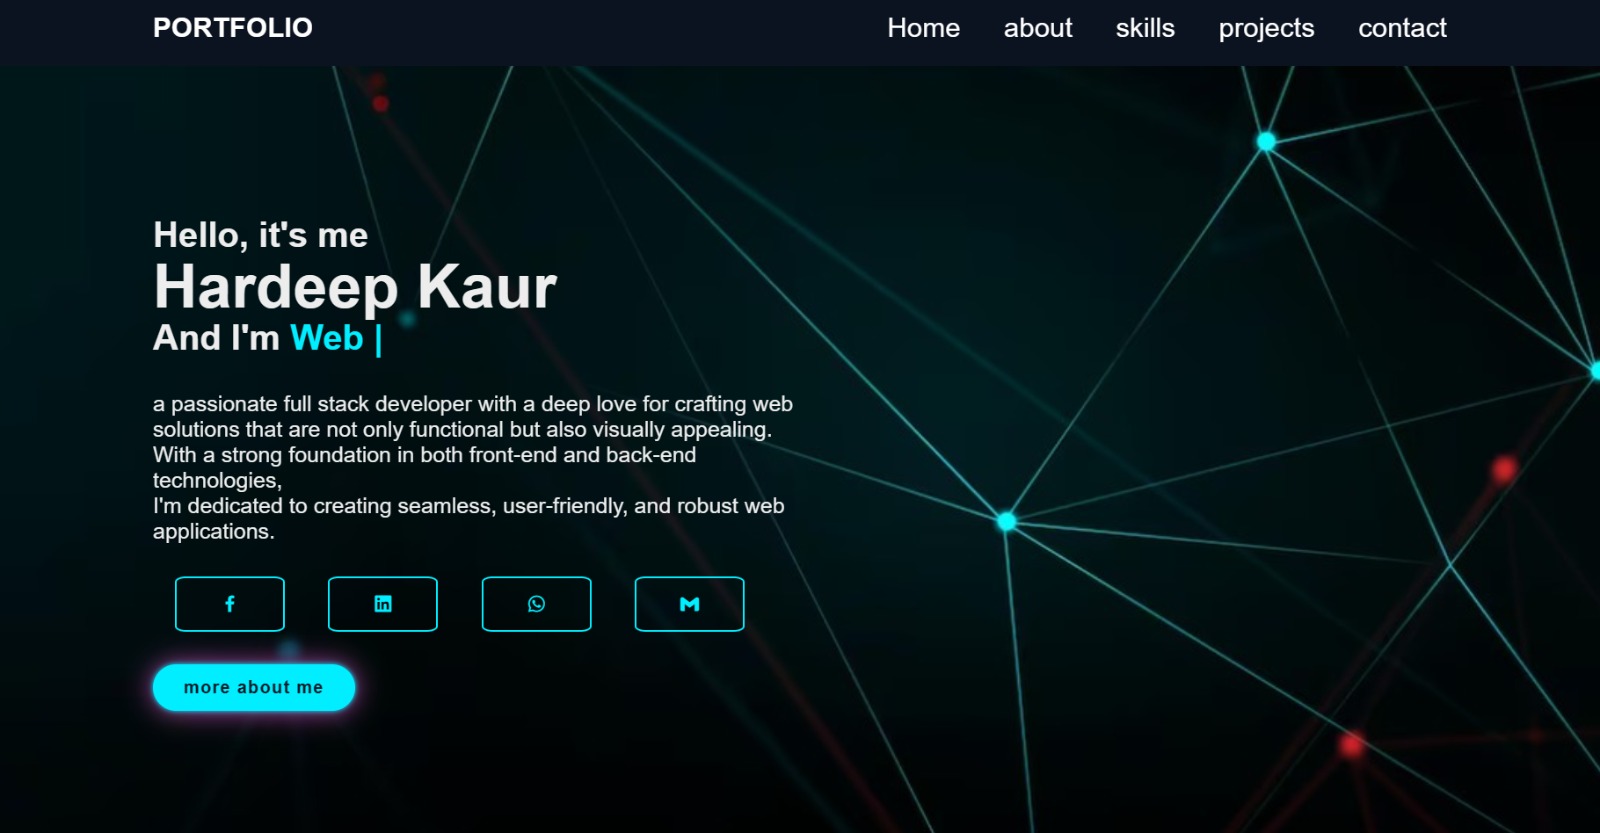 PORTFOLIO
Home about skills projects contact
Hello, it's me
Hardeep Kaur
And I'm Web |
a passionate full stack developer with a deep love for crafting web
solutions that are not only functional but also visually appealing.
With a strong foundation in both front-end and back-end
technologies,
I'm dedicated to creating seamless, user-friendly, and robust web
applications.
more about me